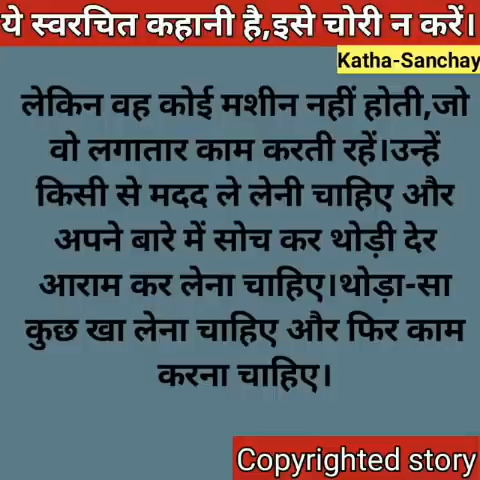 ये स्वरचित कहानी है,इसे चोरी न करें।
Katha-Sanchay
लेकिन वह कोई मशीन नहीं होती,जो
वो लगातार काम करती रहें।उन्हें
किसी से मदद ले लेनी चाहिए और
अपने बारे में सोच कर थोड़ी देर
आराम कर लेना चाहिए।थोड़ा-सा
कुछ खा लेना चाहिए और फिर काम
करना चाहिए।
Copyrighted story